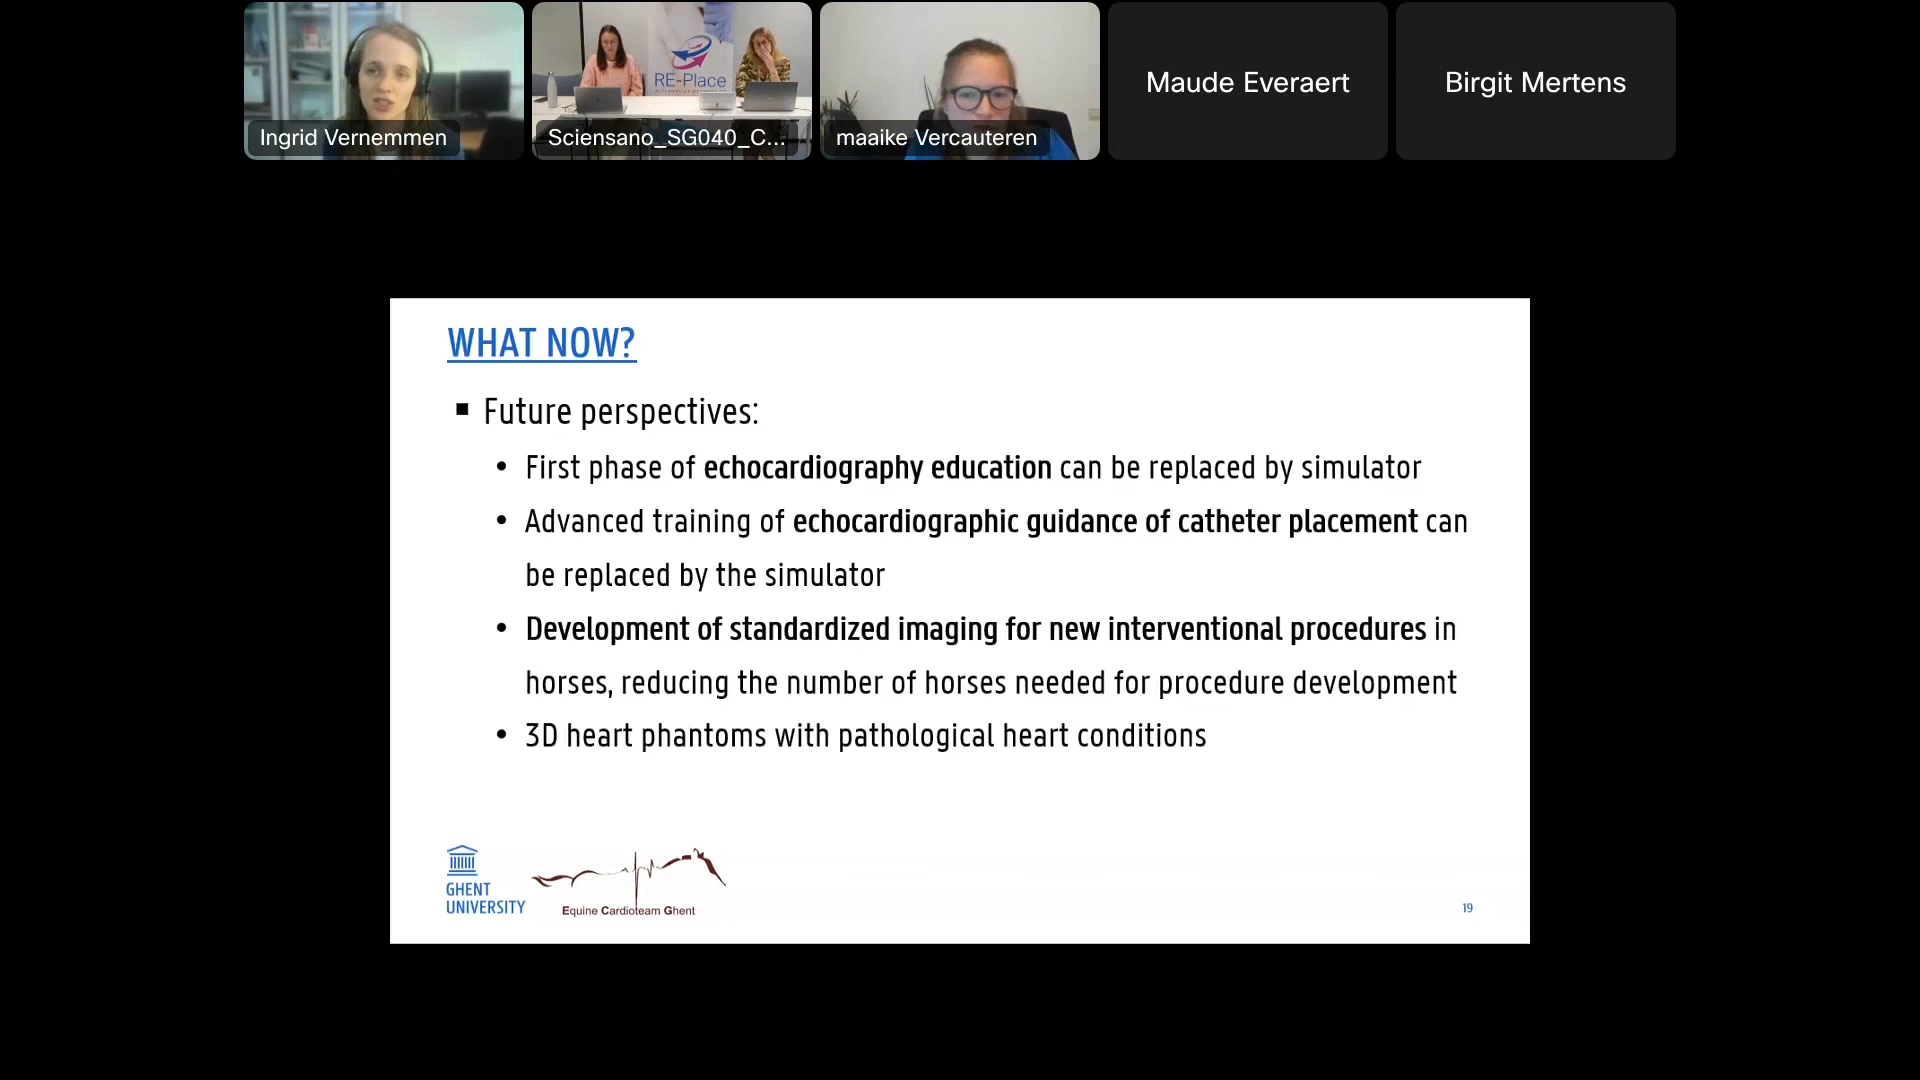 Ingrid Vernemmen
Sciensano_SG040_C...
maaike Vercauteren
Maude Everaert
Birgit Mertens
RE-Place
WHAT NOW?
▪ Future perspectives:
• First phase of echocardiography education can be replaced by simulator
• Advanced training of echocardiographic guidance of catheter placement can
be replaced by the simulator
• Development of standardized imaging for new interventional procedures in
horses, reducing the number of horses needed for procedure development
• 3D heart phantoms with pathological heart conditions
GHENT
UNIVERSITY
Equine Cardioteam Ghent
19